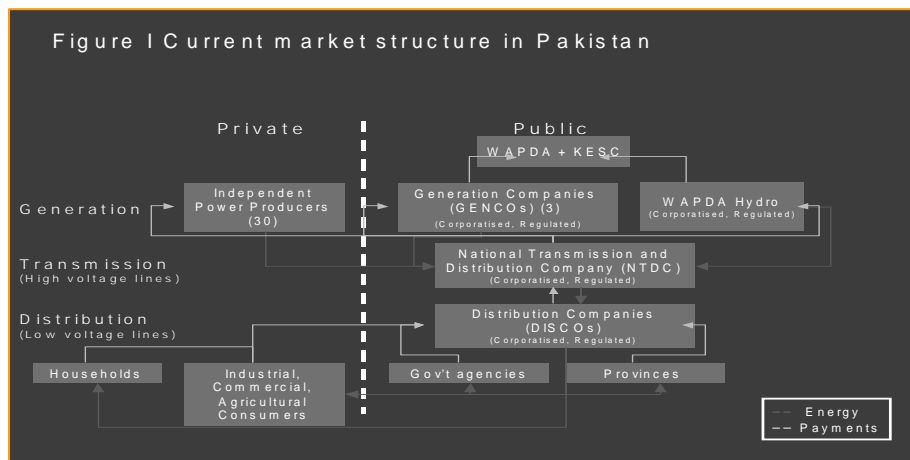 Figure I Current market structure in Pakistan
Private
Public
WAPDA + KESC
Generation
Independent
Power Producers
(30)
Generation Companies
(GENCOs) (3)
(Corporatised, Regulated)
WAPDA Hydro
(Corporatised, Regulated)
Transmission
(High voltage lines)
National Transmission and
Distribution Company (NTDC)
(Corporatised, Regulated)
Distribution
(Low voltage lines)
Distribution Companies
(DISCOs)
(Corporatised, Regulated)
Households
Industrial,
Commercial,
Agricultural
Consumers
Gov't agencies
Provinces
Energy
Payments